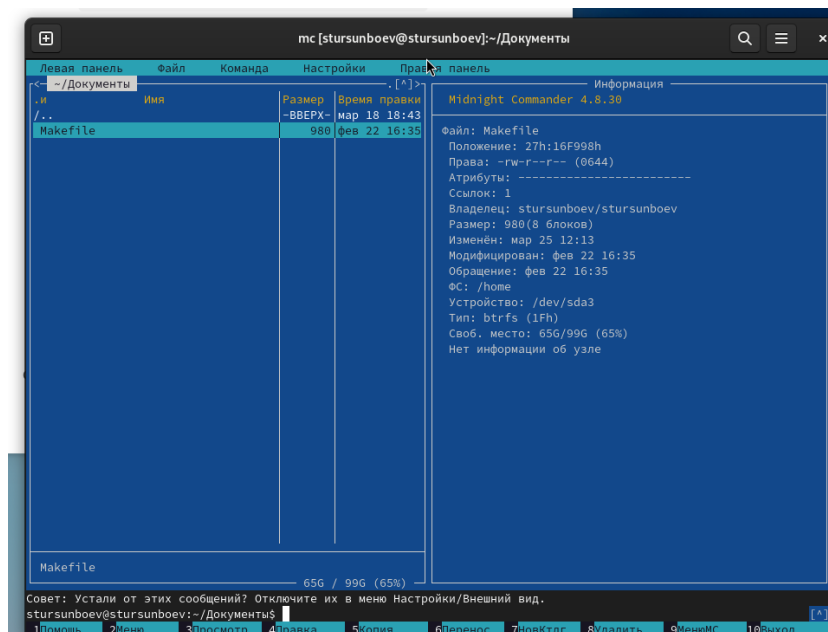 mc [stursunboev@stursunboev]:~/Документы
Левая панель Файл Команда Настройки Правая панель
<— ~/Документы .[^]>
.и Имя Размер Время правки
/.. -ВВЕРХ- мар 18 18:43
Makefile 980 фев 22 16:35
Makefile
65G / 99G (65%)
Информация
Midnight Commander 4.8.30
Файл: Makefile
Положение: 27h:16F998h
Права: -rw-r--r-- (0644)
Атрибуты: -------------------------
Ссылок: 1
Владелец: stursunboev/stursunboev
Размер: 980(8 блоков)
Изменён: мар 25 12:13
Модифицирован: фев 22 16:35
Обращение: фев 22 16:35
ФС: /home
Устройство: /dev/sda3
Тип: btrfs (1Fh)
Своб. место: 65G/99G (65%)
Нет информации об узле
Совет: Устали от этих сообщений? Отключите их в меню Настройки/Внешний вид.
stursunboev@stursunboev:~/Документы$ [^]
1Помощь 2Меню 3Просмотр 4Правка 5Копия 6Перенос 7НовКтлг 8Удалить 9МенюМС 10Выход